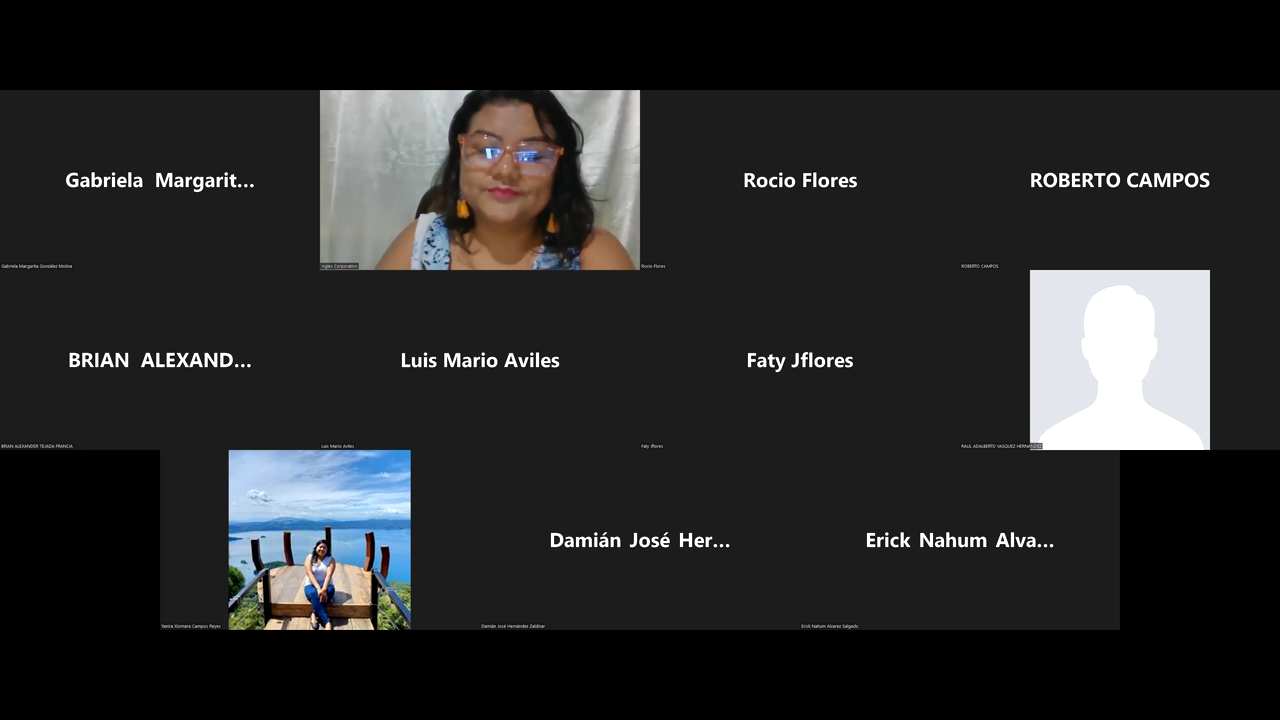 Gabriela Margarit...
Rocio Flores
ROBERTO CAMPOS
Gabriela Margarita González Molina
Ingles Corporativo
Rocio Flores
ROBERTO CAMPOS
BRIAN ALEXAND...
Luis Mario Aviles
Faty Jflores
BRIAN ALEXANDER TEJADA FRANCIA
Luis Mario Aviles
Faty Jflores
RAUL ADALBERTO VASQUEZ HERNANDEZ
Damián José Her...
Erick Nahum Alva...
Yanira Xiomara Campos Reyes
Damián José Hernández Zaldívar
Erick Nahum Alvarez Salgado